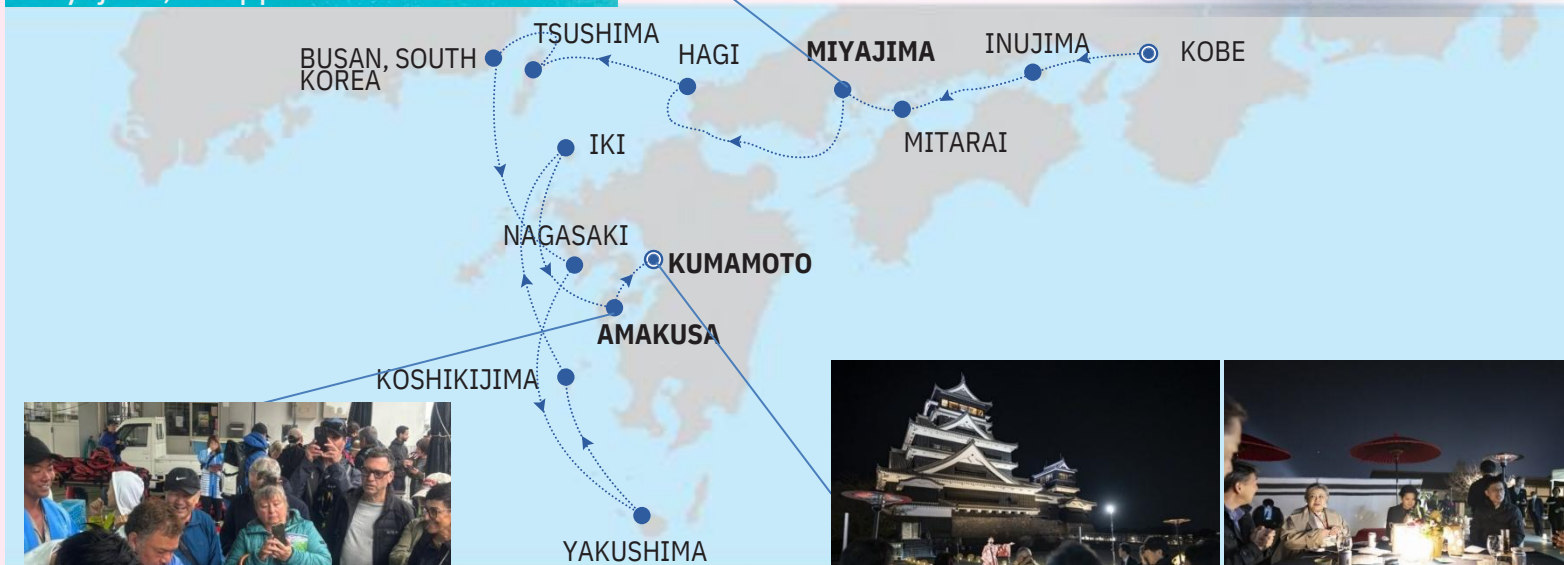 TSUSHIMA
BUSAN, SOUTH
KOREA
HAGI
MIYAJIMA
INUJIMA
KOBE
MITARAI
IKI
NAGASAKI
KUMAMOTO
AMAKUSA
KOSHIKIJIMA
YAKUSHIMA